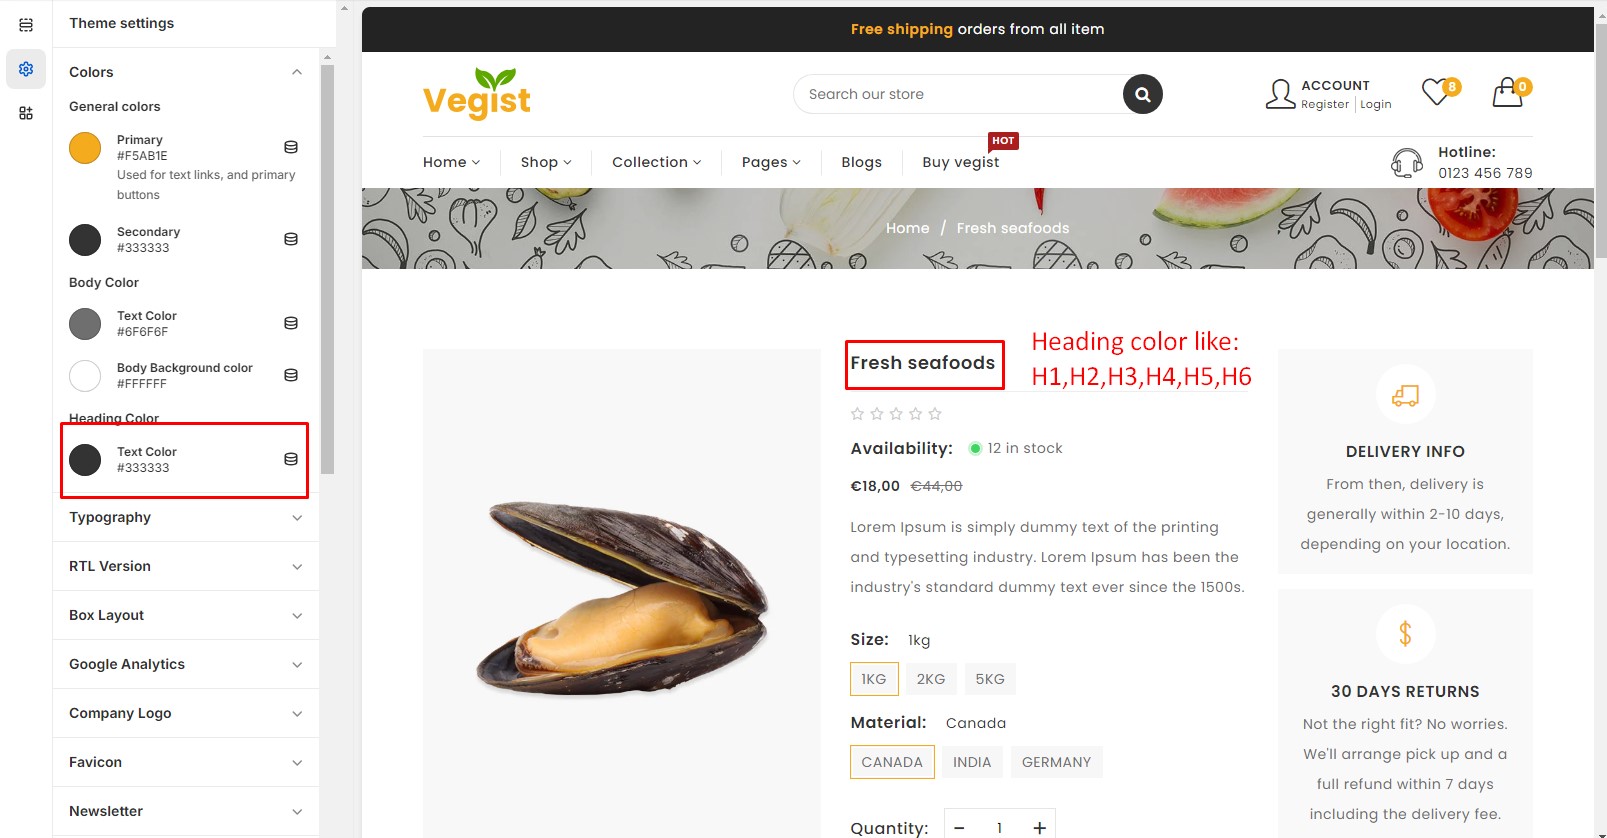 Theme settings
Colors
General colors
Primary
#F5AB1E
Used for text links, and primary
buttons
Secondary
#333333
Body Color
Text Color
#6F6F6F
Body Background color
#FFFFFF
Heading Color
Text Color
#333333
Typography
RTL Version
Box Layout
Google Analytics
Company Logo
Favicon
Newsletter
Free shipping orders from all item
Vegist
Search our store
ACCOUNT
Register Login
8
0
HOT
Home Shop Collection Pages Blogs Buy vegist
Hotline:
0123 456 789
Home / Fresh seafoods
Fresh seafoods
Heading color like:
H1,H2,H3,H4,H5,H6
Availability: 12 in stock
€18,00 €44,00
Lorem Ipsum is simply dummy text of the printing
and typesetting industry. Lorem Ipsum has been the
industry's standard dummy text ever since the 1500s.
Size: 1kg
1KG 2KG 5KG
Material: Canada
CANADA INDIA GERMANY
Quantity: − 1 +
DELIVERY INFO
From then, delivery is
generally within 2-10 days,
depending on your location.
$
30 DAYS RETURNS
Not the right fit? No worries.
We'll arrange pick up and a
full refund within 7 days
including the delivery fee.